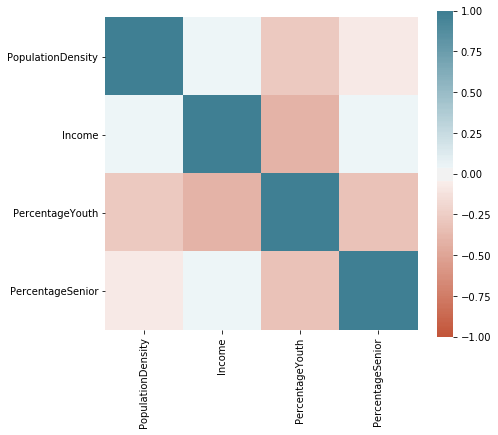 PopulationDensity
Income
PercentageYouth
PercentageSenior
PopulationDensity
Income
PercentageYouth
PercentageSenior
1.00
0.75
0.50
0.25
0.00
−0.25
−0.50
−0.75
−1.00